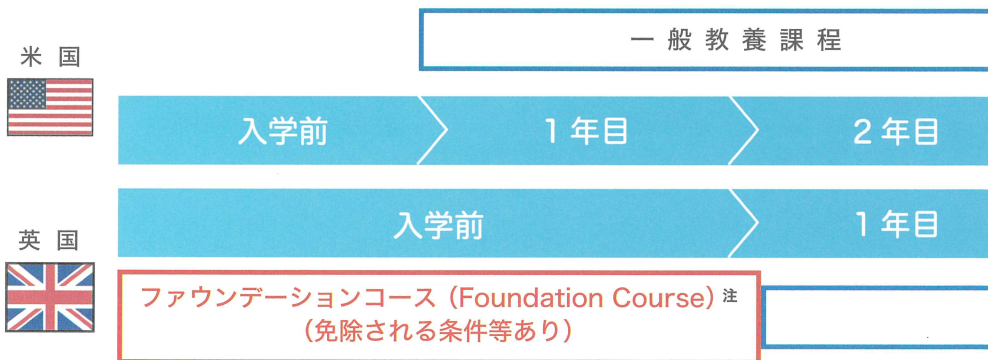 一般教養課程
米国
入学前
1年目
2年目
入学前
1年目
英国
ファウンデーションコース（Foundation Course）注
（免除される条件等あり）